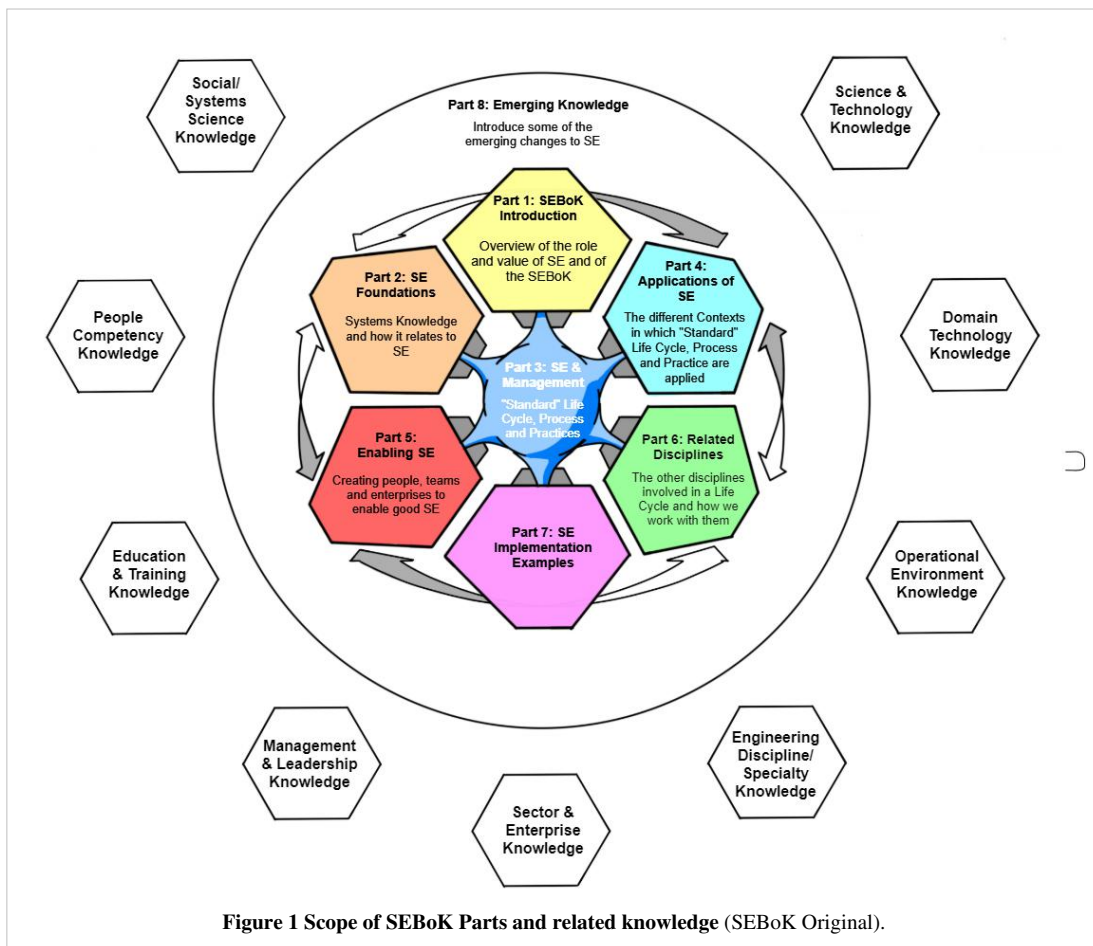 Social/
Systems
Science
Knowledge
Part 8: Emerging Knowledge
Introduce some of the
emerging changes to SE
Science &
Technology
Knowledge
Part 1: SEBoK
Introduction
Overview of the role
and value of SE and of
the SEBoK
Part 2: SE
Foundations
Systems Knowledge
and how it relates to
SE
Part 4:
Applications of
SE
The different Contexts
in which "Standard"
Life Cycle, Process
and Practice are
applied
People
Competency
Knowledge
Domain
Technology
Knowledge
Part 3: SE &
Management
"Standard" Life
Cycle, Process
and Practices
Part 5:
Enabling SE
Creating people, teams
and enterprises to
enable good SE
Part 6: Related
Disciplines
The other disciplines
involved in a Life
Cycle and how we
work with them
Part 7: SE
Implementation
Examples
Education
& Training
Knowledge
Operational
Environment
Knowledge
Management
& Leadership
Knowledge
Engineering
Discipline/
Specialty
Knowledge
Sector &
Enterprise
Knowledge
Figure 1 Scope of SEBoK Parts and related knowledge (SEBoK Original).